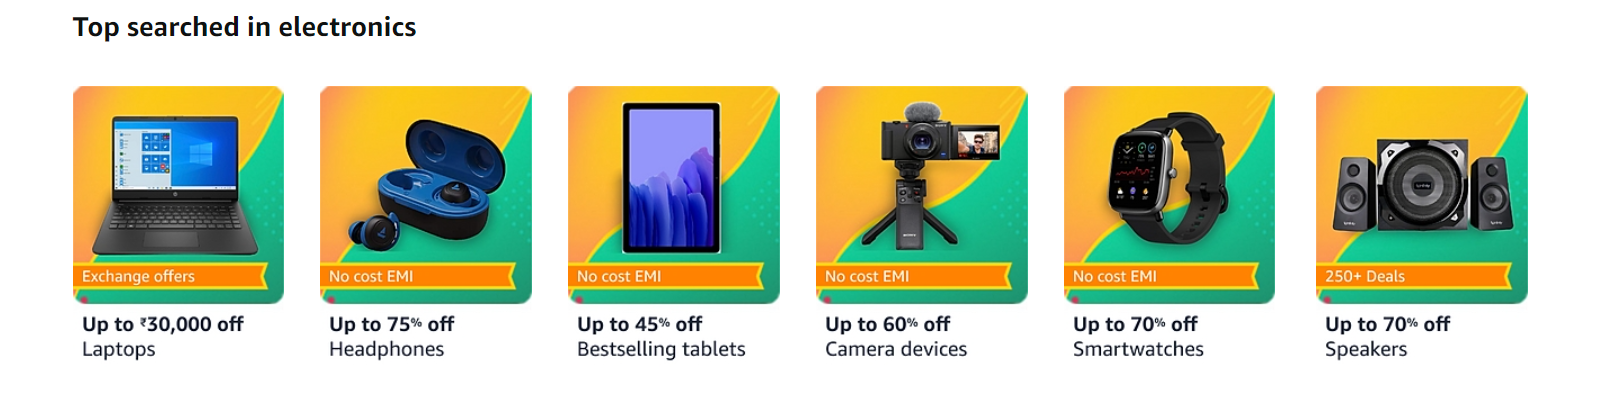 Top searched in electronics
Exchange offers
Up to ₹30,000 off
Laptops
No cost EMI
Up to 75% off
Headphones
No cost EMI
Up to 45% off
Bestselling tablets
No cost EMI
Up to 60% off
Camera devices
No cost EMI
Up to 70% off
Smartwatches
250+ Deals
Up to 70% off
Speakers